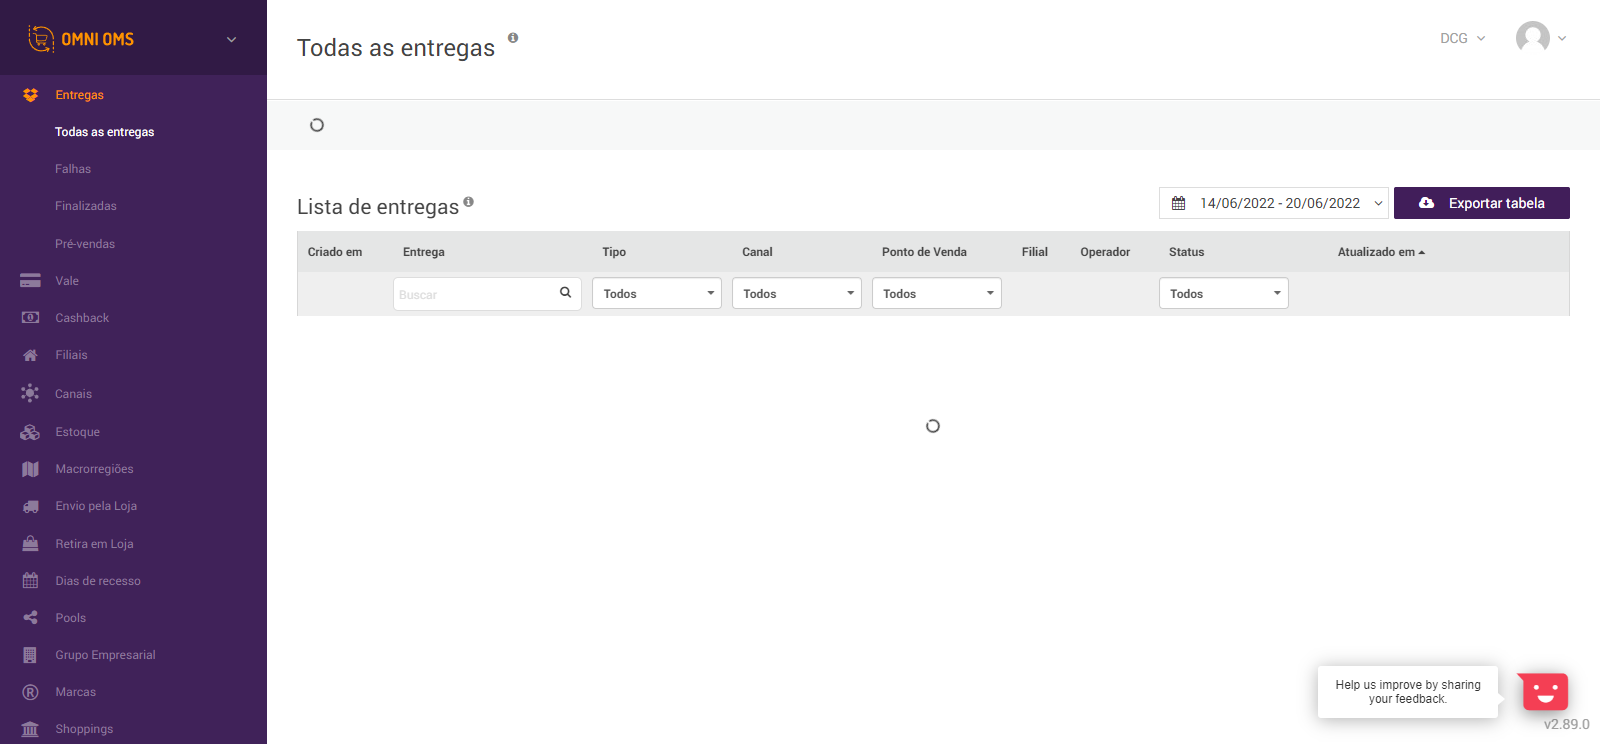 OMNI OMS
Entregas
Todas as entregas
Falhas
Finalizadas
Pré-vendas
Vale
Cashback
Filiais
Canais
Estoque
Macrorregiões
Envio pela Loja
Retira em Loja
Dias de recesso
Pools
Grupo Empresarial
Marcas
Shoppings
Todas as entregas
DCG
Lista de entregas
14/06/2022 - 20/06/2022
Exportar tabela
Criado em Entrega Tipo Canal Ponto de Venda Filial Operador Status Atualizado em
Buscar Todos Todos Todos Todos
Help us improve by sharing
your feedback.
v2.89.0